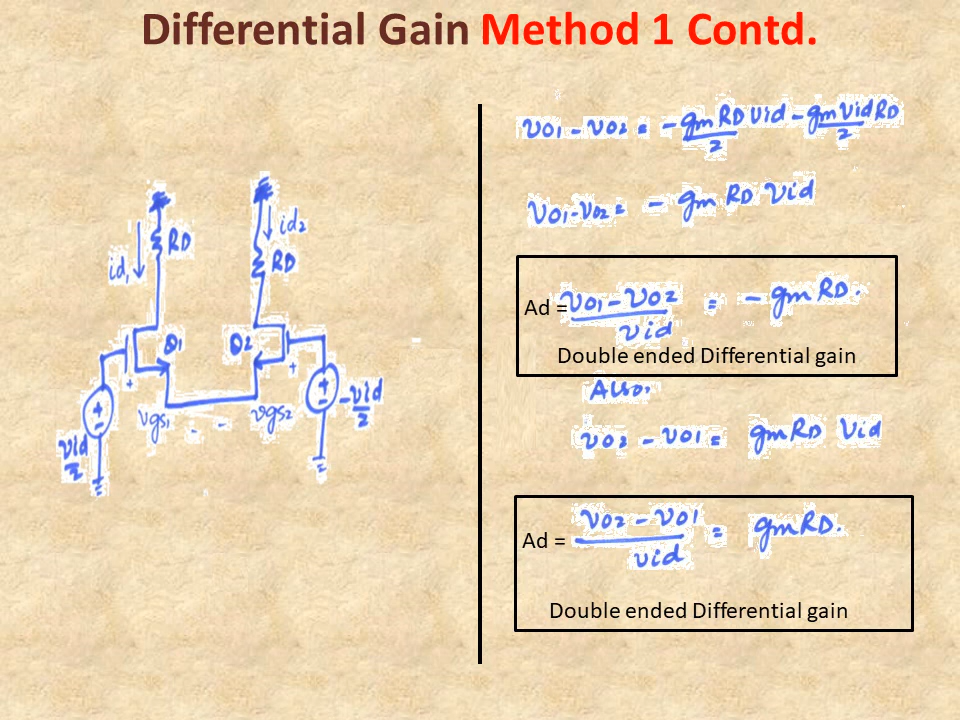 Differential Gain Method 1 Contd.
id1
RD
id2
RD
Q1
Q2
+
+
vgs1
- -
vgs2
+
-
vid/2
+
-
-vid/2
vo1 - vo2 = - gm RD vid/2 - gm vid RD/2
vo1 - vo2 = - gm RD vid
Ad = vo1 - vo2/vid = - gm RD.
Double ended Differential gain
Also,
vo2 - vo1 = gm RD vid
Ad = vo2 - vo1/vid = gm RD.
Double ended Differential gain